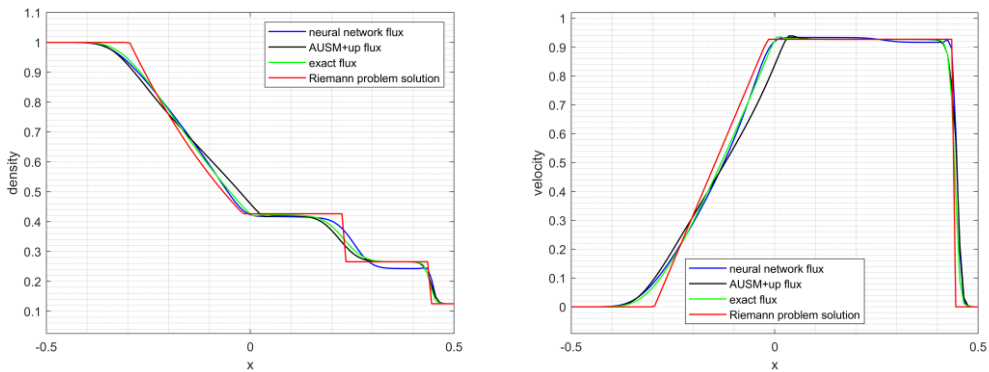 1.1
1
0.9
0.8
0.7
0.6
0.5
0.4
0.3
0.2
0.1
density
-0.5
0
0.5
x
neural network flux
AUSM+up flux
exact flux
Riemann problem solution
1
0.9
0.8
0.7
0.6
0.5
0.4
0.3
0.2
0.1
0
velocity
-0.5
0
0.5
x
neural network flux
AUSM+up flux
exact flux
Riemann problem solution